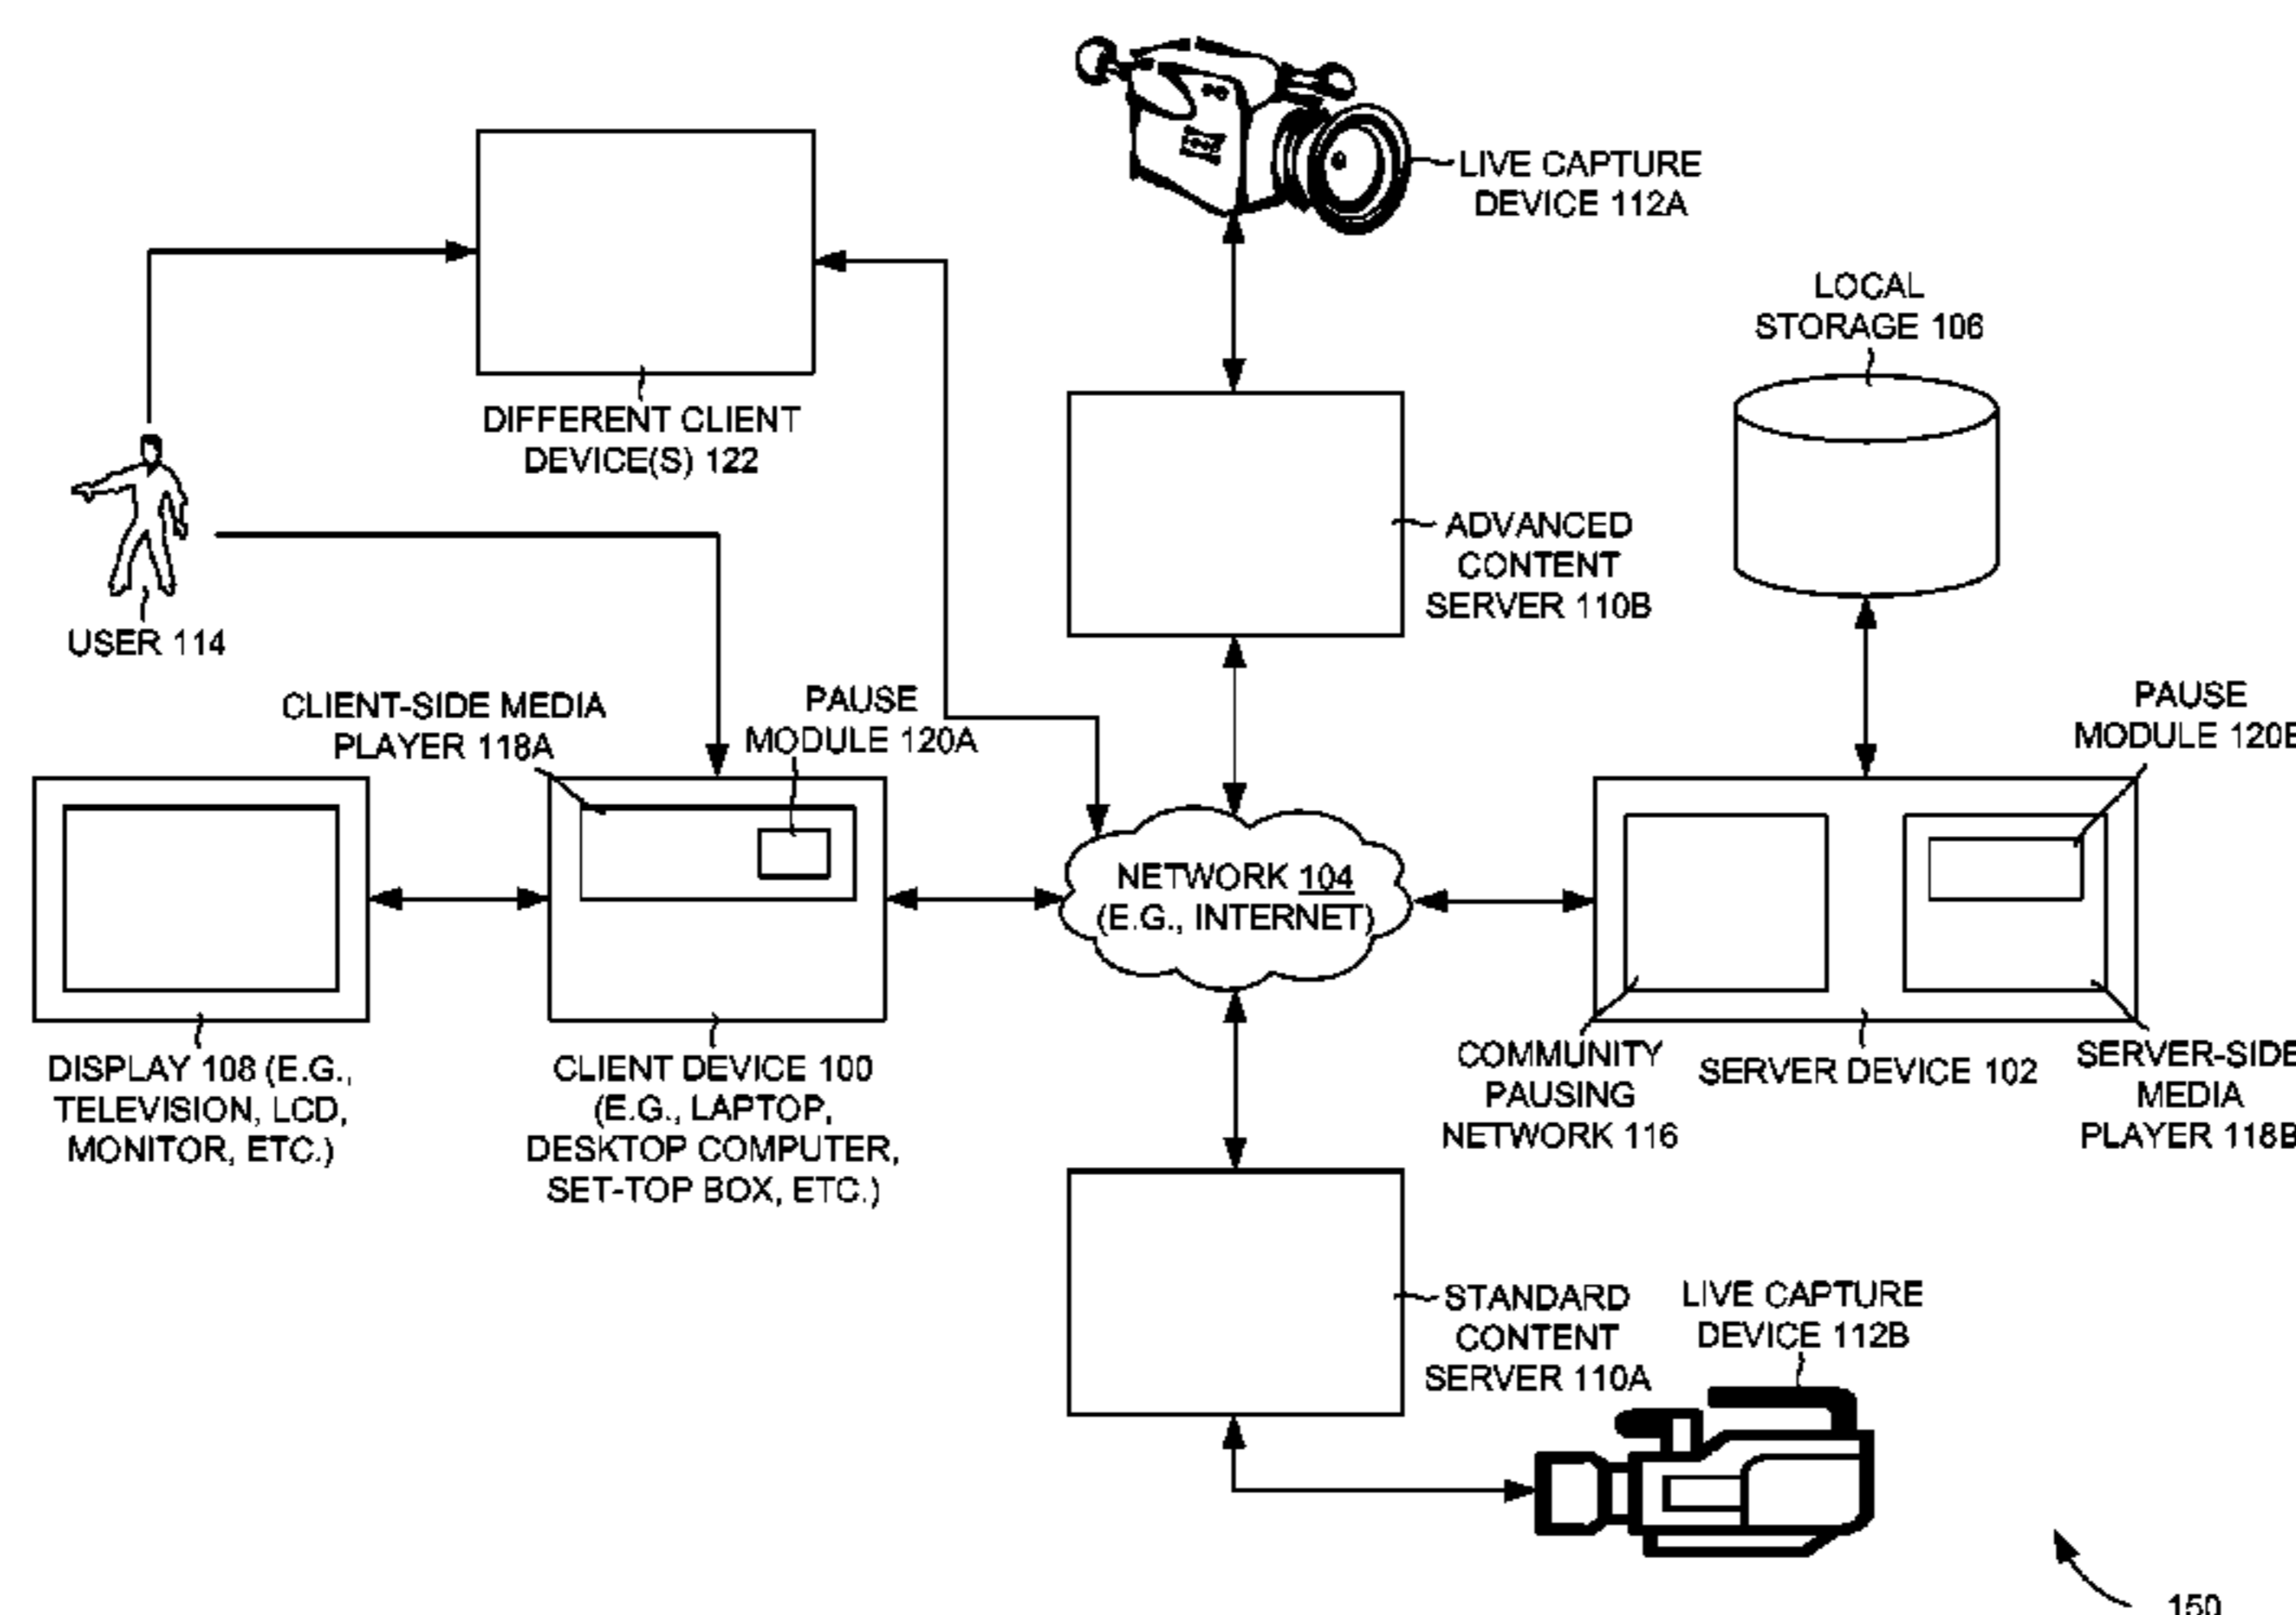 LIVE CAPTURE
DEVICE 112A
LOCAL
STORAGE 106
DIFFERENT CLIENT
DEVICE(S) 122
ADVANCED
CONTENT
SERVER 110B
USER 114
CLIENT-SIDE MEDIA
PLAYER 118A
PAUSE
MODULE 120A
PAUSE
MODULE 120B
NETWORK 104
(E.G., INTERNET)
DISPLAY 108 (E.G.,
TELEVISION, LCD,
MONITOR, ETC.)
CLIENT DEVICE 100
(E.G., LAPTOP,
DESKTOP COMPUTER,
SET-TOP BOX, ETC.)
COMMUNITY
PAUSING
NETWORK 116
SERVER DEVICE 102
SERVER-SIDE
MEDIA
PLAYER 118B
STANDARD
CONTENT
SERVER 110A
LIVE CAPTURE
DEVICE 112B
150